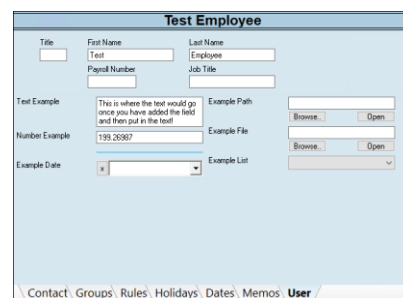 Test Employee
Title First Name Last Name
Test Employee
Payroll Number Job Title
Text Example This is where the text would go Example Path
once you have added the field
and then put in the text! Browse.. Open
Number Example 199.26987 Example File
Browse.. Open
Example Date x Example List
Contact Groups Rules Holidays Dates Memos User